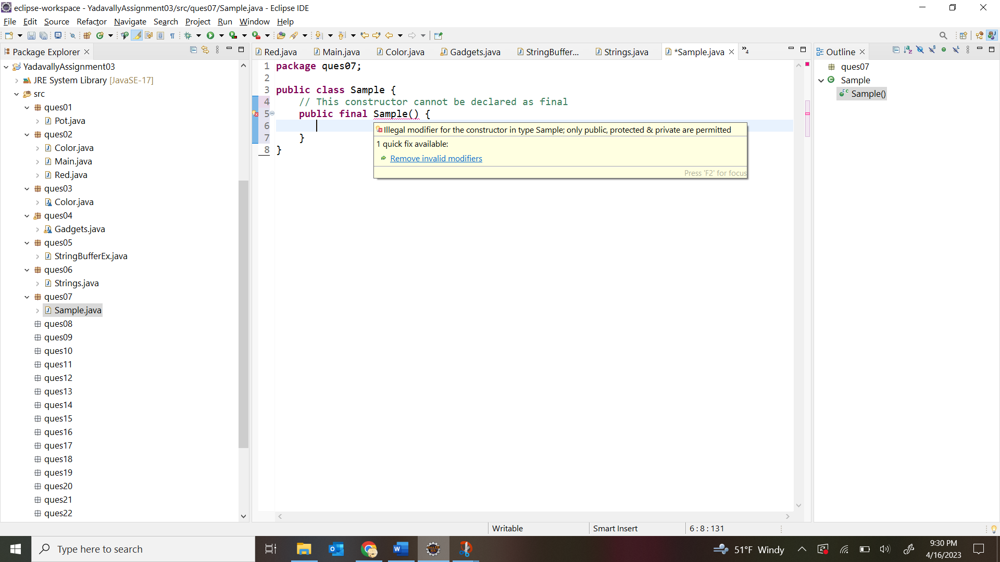 eclipse-workspace - YadavallyAssignment03/src/ques07/Sample.java - Eclipse IDE
File Edit Source Refactor Navigate Search Project Run Window Help
Package Explorer
YadavallyAssignment03
JRE System Library [JavaSE-17]
src
ques01
Pot.java
ques02
Color.java
Main.java
Red.java
ques03
Color.java
ques04
Gadgets.java
ques05
StringBufferEx.java
ques06
Strings.java
ques07
Sample.java
ques08
ques09
ques10
ques11
ques12
ques13
ques14
ques15
ques16
ques17
ques18
ques19
ques20
ques21
ques22
Red.java Main.java Color.java Gadgets.java StringBuffer... Strings.java *Sample.java »4
1 package ques07;
2
3 public class Sample {
4 // This constructor cannot be declared as final
5 public final Sample() {
6
7 }
8 }
Illegal modifier for the constructor in type Sample; only public, protected & private are permitted
1 quick fix available:
Remove invalid modifiers
Press 'F2' for focus
Outline
ques07
Sample
Sample()
Writable Smart Insert 6 : 8 : 131
Type here to search
51°F Windy
9:30 PM
4/16/2023